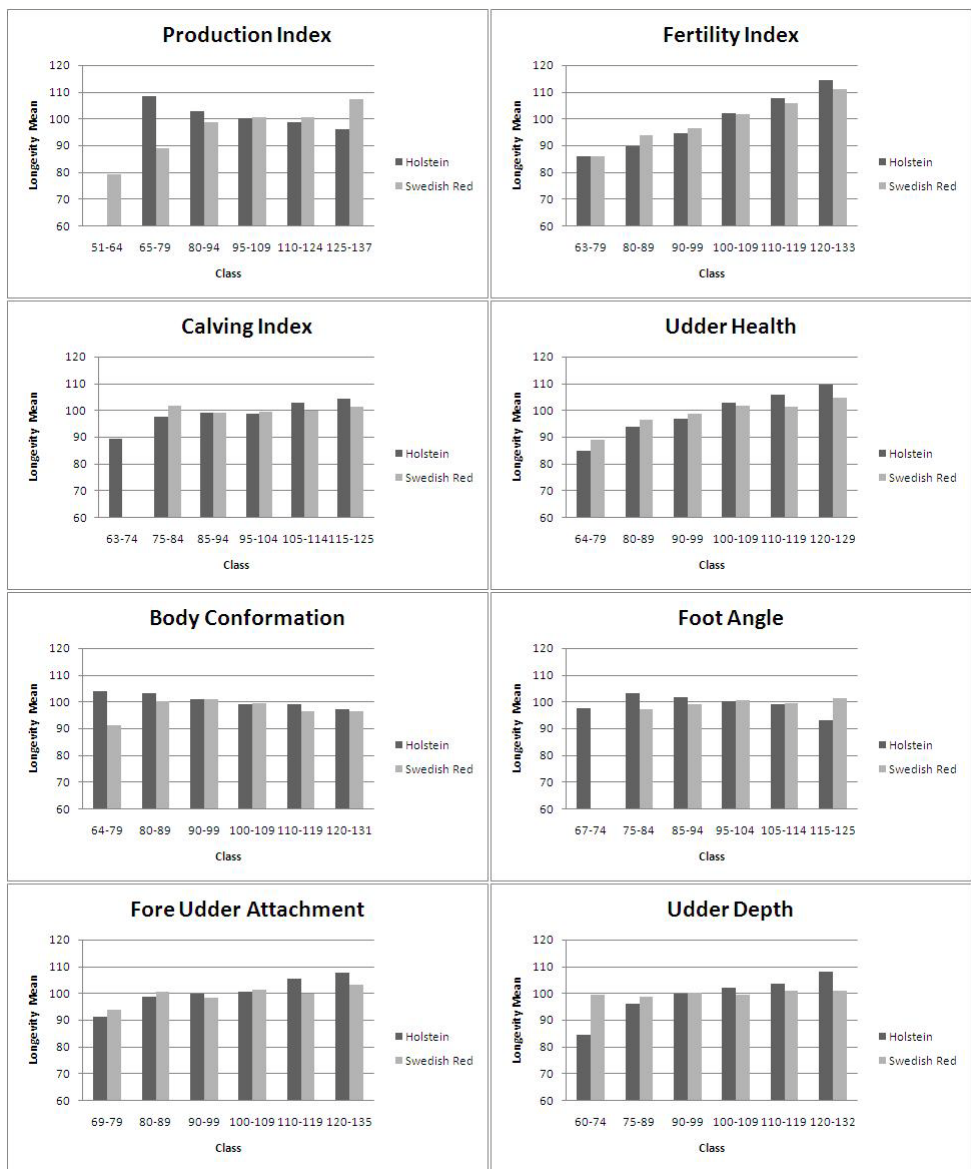 Production Index
120
110
100
90
80
70
60
Longevity Mean
51-64 65-79 80-94 95-109 110-124 125-137
Class
Holstein
Swedish Red
Fertility Index
120
110
100
90
80
70
60
Longevity Mean
63-79 80-89 90-99 100-109 110-119 120-133
Class
Holstein
Swedish Red
Calving Index
120
110
100
90
80
70
60
Longevity Mean
63-74 75-84 85-94 95-104 105-114 115-125
Class
Holstein
Swedish Red
Udder Health
120
110
100
90
80
70
60
Longevity Mean
64-79 80-89 90-99 100-109 110-119 120-129
Class
Holstein
Swedish Red
Body Conformation
120
110
100
90
80
70
60
Longevity Mean
64-79 80-89 90-99 100-109 110-119 120-131
Class
Holstein
Swedish Red
Foot Angle
120
110
100
90
80
70
60
Longevity Mean
67-74 75-84 85-94 95-104 105-114 115-125
Class
Holstein
Swedish Red
Fore Udder Attachment
120
110
100
90
80
70
60
Longevity Mean
69-79 80-89 90-99 100-109 110-119 120-135
Class
Holstein
Swedish Red
Udder Depth
120
110
100
90
80
70
60
Longevity Mean
60-74 75-89 90-99 100-109 110-119 120-132
Class
Holstein
Swedish Red